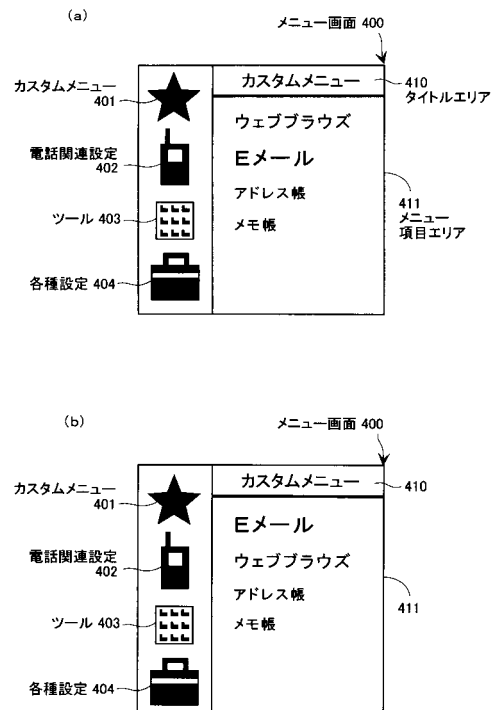 (a)
メニュー画面 400
カスタムメニュー
401
電話関連設定
402
ツール 403
各種設定 404
カスタムメニュー
ウェブブラウズ
Eメール
アドレス帳
メモ帳
410
タイトルエリア
411
メニュー
項目エリア
(b)
メニュー画面 400
カスタムメニュー
401
電話関連設定
402
ツール 403
各種設定 404
カスタムメニュー
Eメール
ウェブブラウズ
アドレス帳
メモ帳
410
411